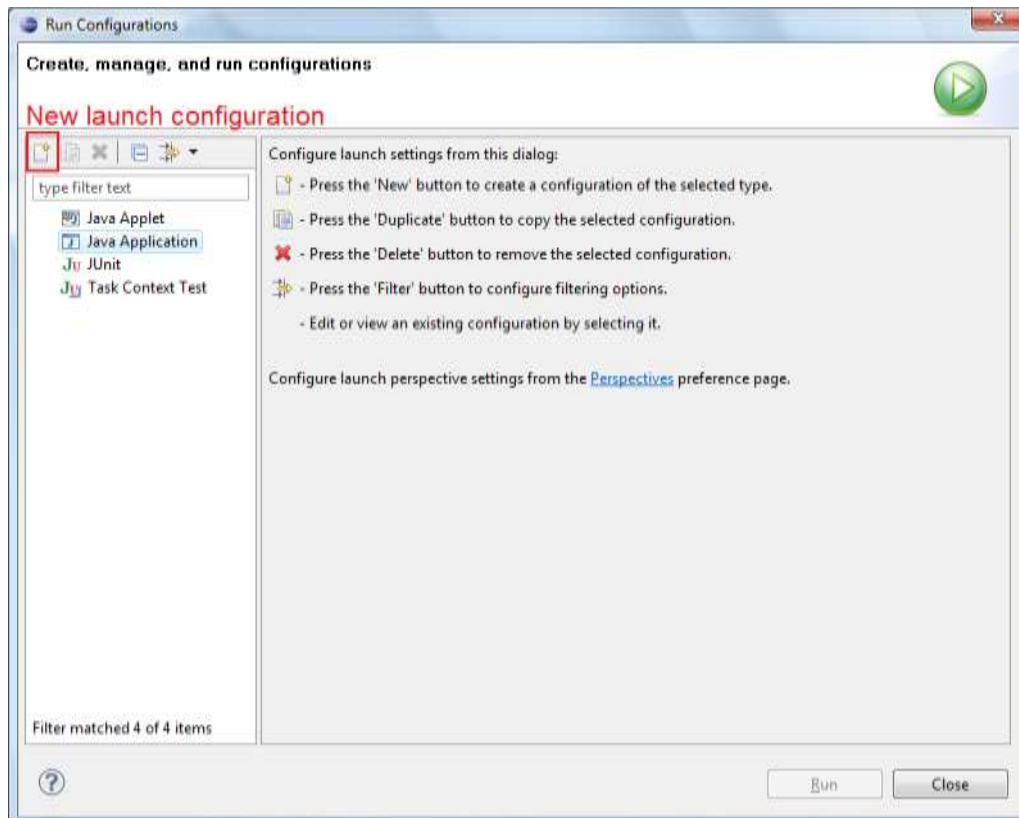 Run Configurations
Create, manage, and run configurations
New launch configuration
type filter text
Java Applet
Java Application
JUnit
Task Context Test
Filter matched 4 of 4 items
Configure launch settings from this dialog:
- Press the 'New' button to create a configuration of the selected type.
- Press the 'Duplicate' button to copy the selected configuration.
- Press the 'Delete' button to remove the selected configuration.
- Press the 'Filter' button to configure filtering options.
- Edit or view an existing configuration by selecting it.
Configure launch perspective settings from the Perspectives preference page.
Run
Close